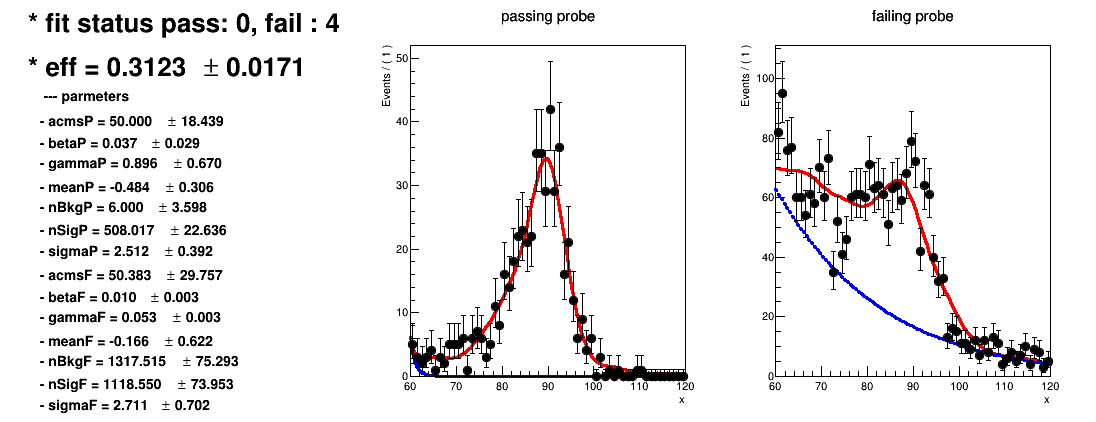 * fit status pass: 0, fail : 4
* eff = 0.3123 ± 0.0171
--- parmeters
- acmsP = 50.000 ± 18.439
- betaP = 0.037 ± 0.029
- gammaP = 0.896 ± 0.670
- meanP = -0.484 ± 0.306
- nBkgP = 6.000 ± 3.598
- nSigP = 508.017 ± 22.636
- sigmaP = 2.512 ± 0.392
- acmsF = 50.383 ± 29.757
- betaF = 0.010 ± 0.003
- gammaF = 0.053 ± 0.003
- meanF = -0.166 ± 0.622
- nBkgF = 1317.515 ± 75.293
- nSigF = 1118.550 ± 73.953
- sigmaF = 2.711 ± 0.702
passing probe
Events / ( 1 )
50
40
30
20
10
0
60 70 80 90 100 110 120
x
failing probe
Events / ( 1 )
100
80
60
40
20
0
60 70 80 90 100 110 120
x